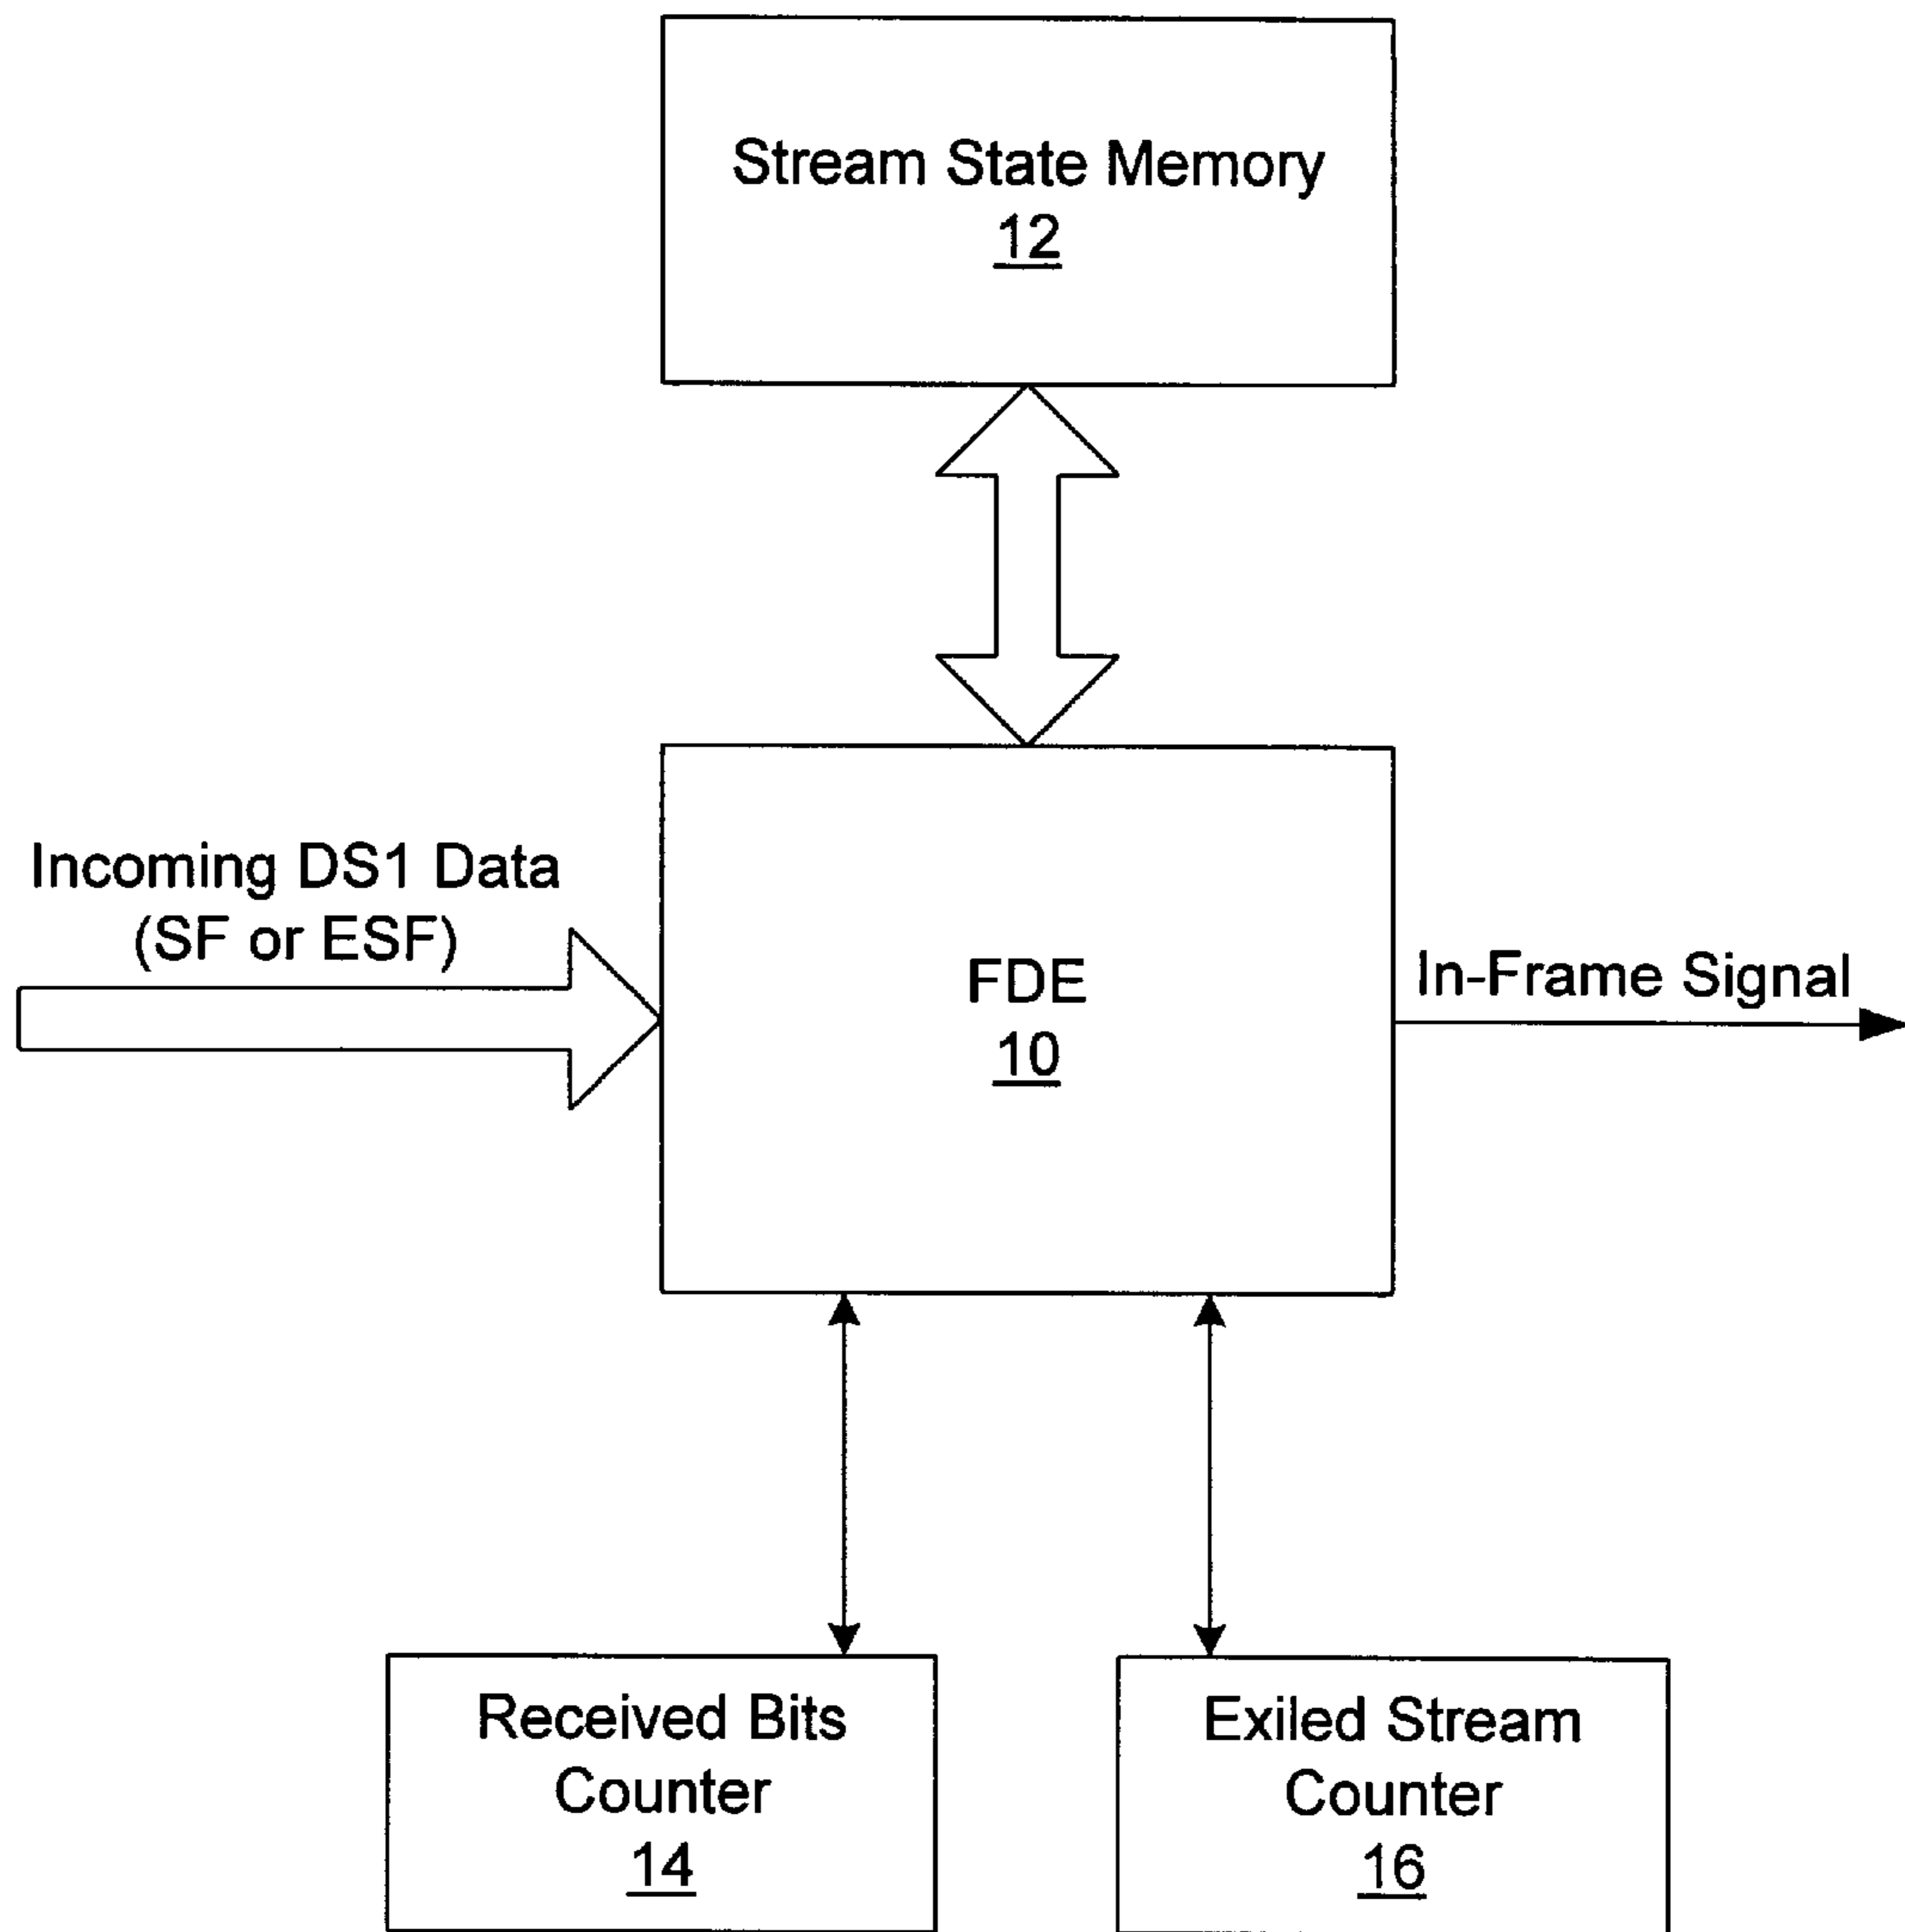 Stream State Memory
12
Incoming DS1 Data
(SF or ESF)
FDE
10
In-Frame Signal
Received Bits
Counter
14
Exiled Stream
Counter
16